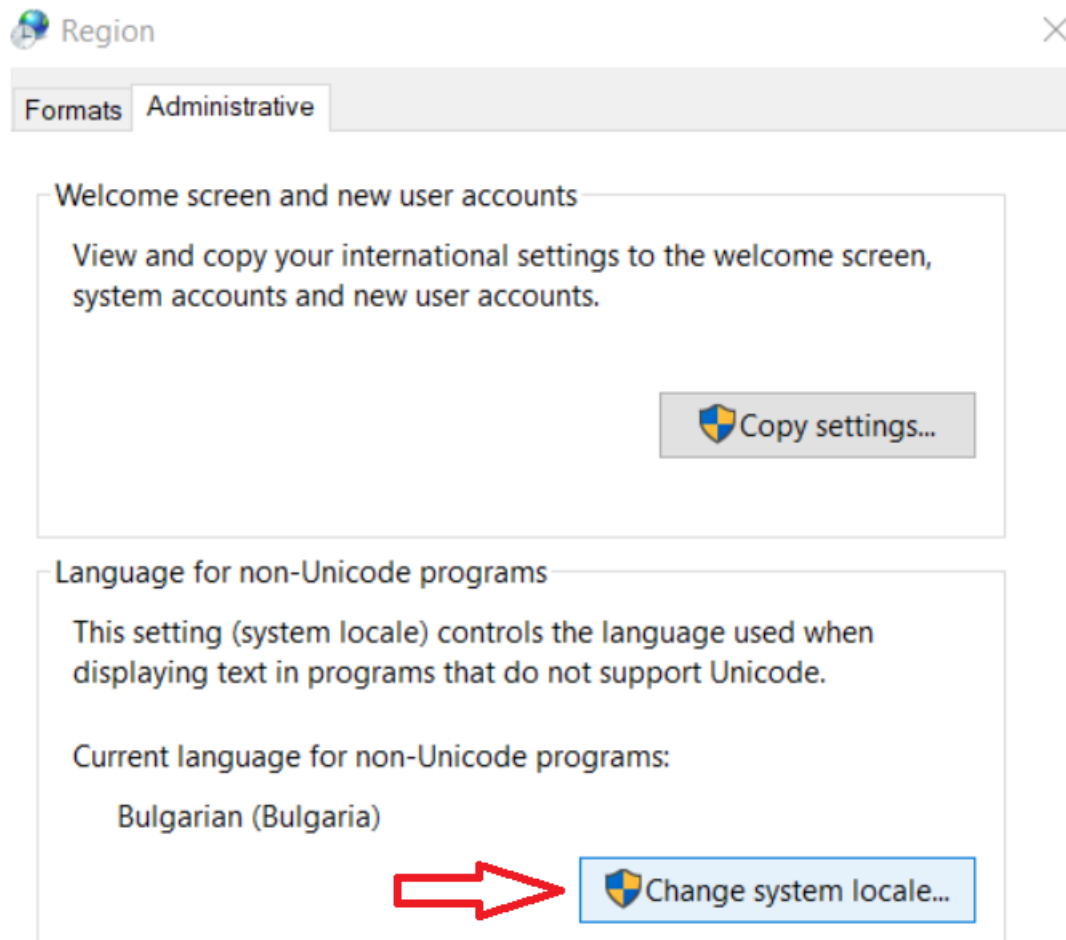 Region
Formats
Administrative
Welcome screen and new user accounts
View and copy your international settings to the welcome screen,
system accounts and new user accounts.
Copy settings...
Language for non-Unicode programs
This setting (system locale) controls the language used when
displaying text in programs that do not support Unicode.
Current language for non-Unicode programs:
Bulgarian (Bulgaria)
Change system locale...